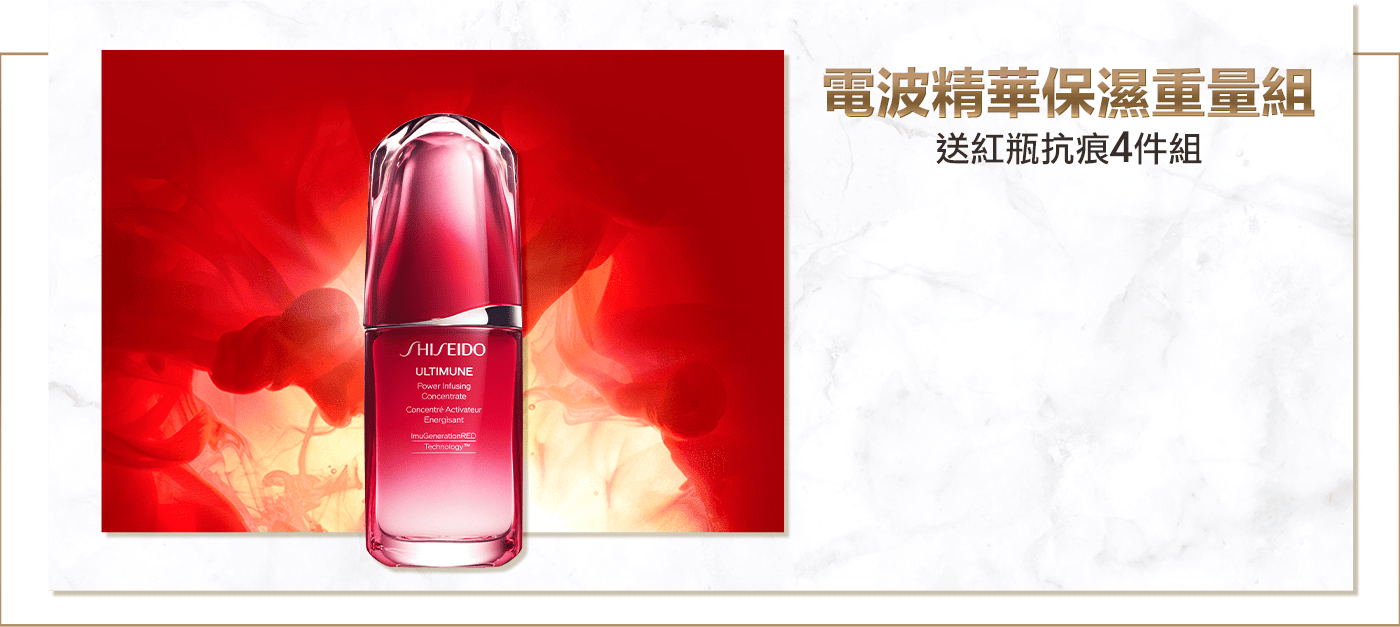 電波精華保濕重量組
送紅瓶抗痕4件組
SHISEIDO
ULTIMUNE
Power Infusing
Concentrate
Concentré Activateur
Energisant
ImuGenerationRED
Technology™